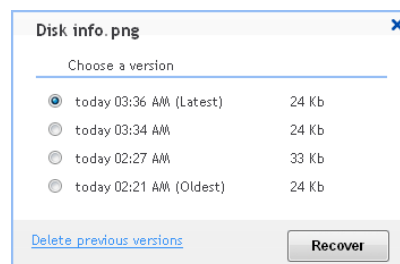 Disk info.png
Choose a version
today 03:36 AM (Latest) 24 Kb
today 03:34 AM 24 Kb
today 02:27 AM 33 Kb
today 02:21 AM (Oldest) 24 Kb
Delete previous versions Recover